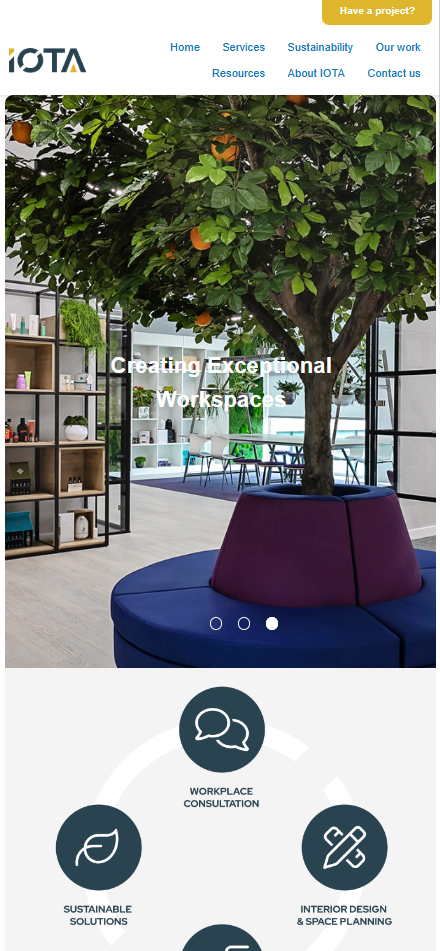 Have a project?
IOTA
Home Services Sustainability Our work
Resources About IOTA Contact us
Creating Exceptional
Workspaces
WORKPLACE
CONSULTATION
SUSTAINABLE
SOLUTIONS
INTERIOR DESIGN
& SPACE PLANNING